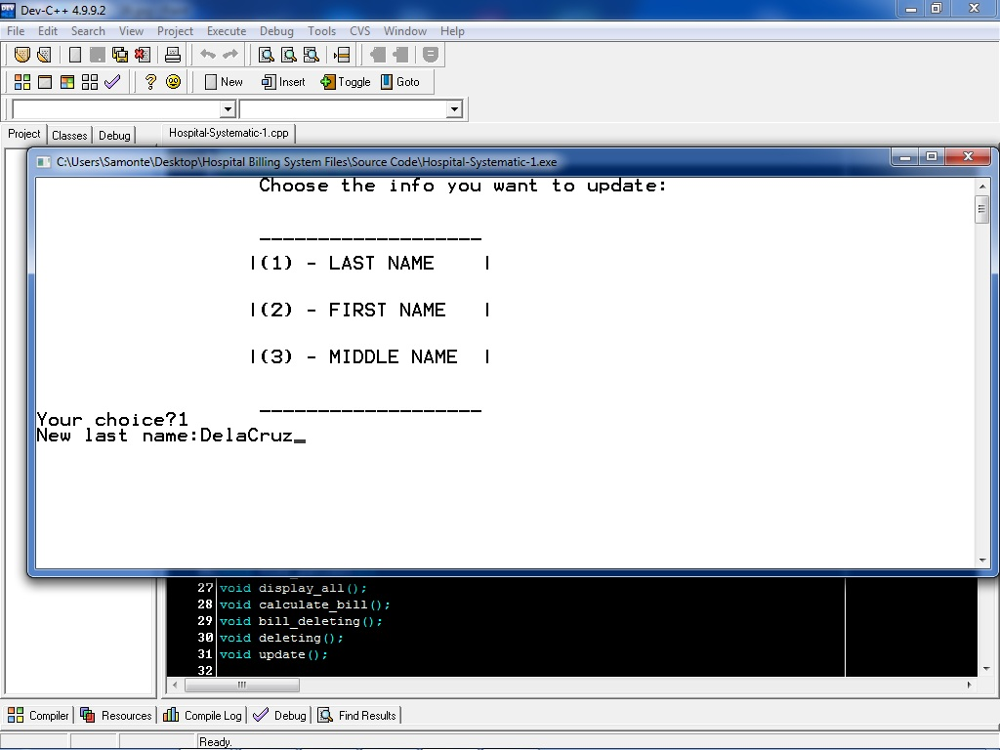 Dev-C++ 4.9.9.2
File Edit Search View Project Execute Debug Tools CVS Window Help
New Insert Toggle Goto
Project Classes Debug Hospital-Systematic-1.cpp
C:\Users\Samonte\Desktop\Hospital Billing System Files\Source Code\Hospital-Systematic-1.exe
Choose the info you want to update:
___________________
|(1) - LAST NAME |
|(2) - FIRST NAME |
|(3) - MIDDLE NAME |
___________________
Your choice?1
New last name:DelaCruz_
27 void display_all();
28 void calculate_bill();
29 void bill_deleting();
30 void deleting();
31 void update();
32
Compiler Resources Compile Log Debug Find Results
Ready.